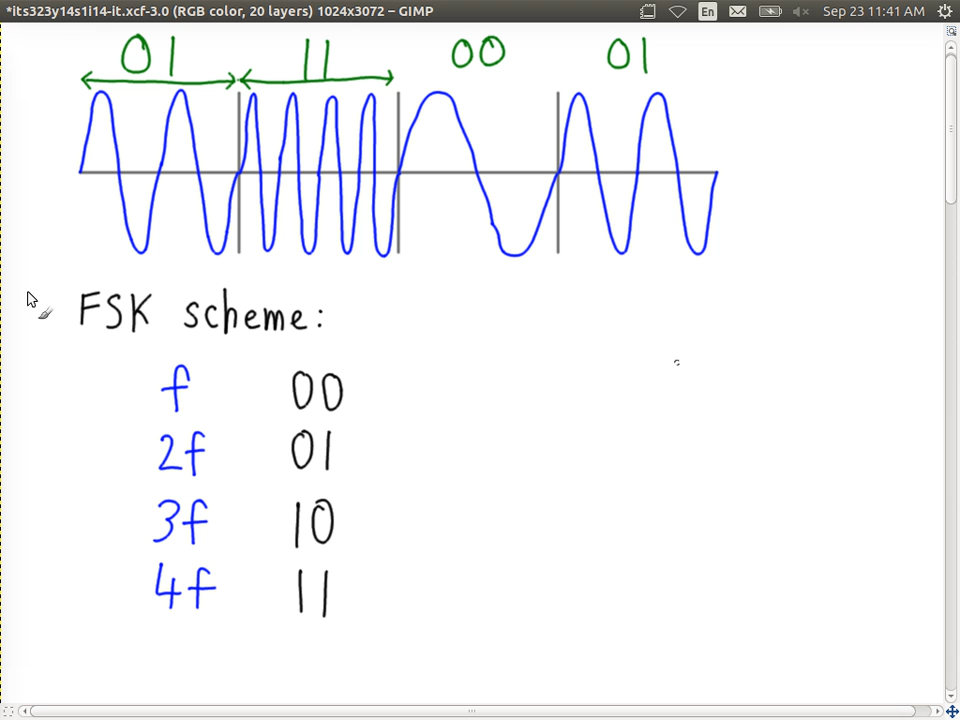 *its323y14s1i14-it.xcf-3.0 (RGB color, 20 layers) 1024x3072 – GIMP En Sep 23 11:41 AM
01 11 00 01
FSK scheme:
f 00
2f 01
3f 10
4f 11